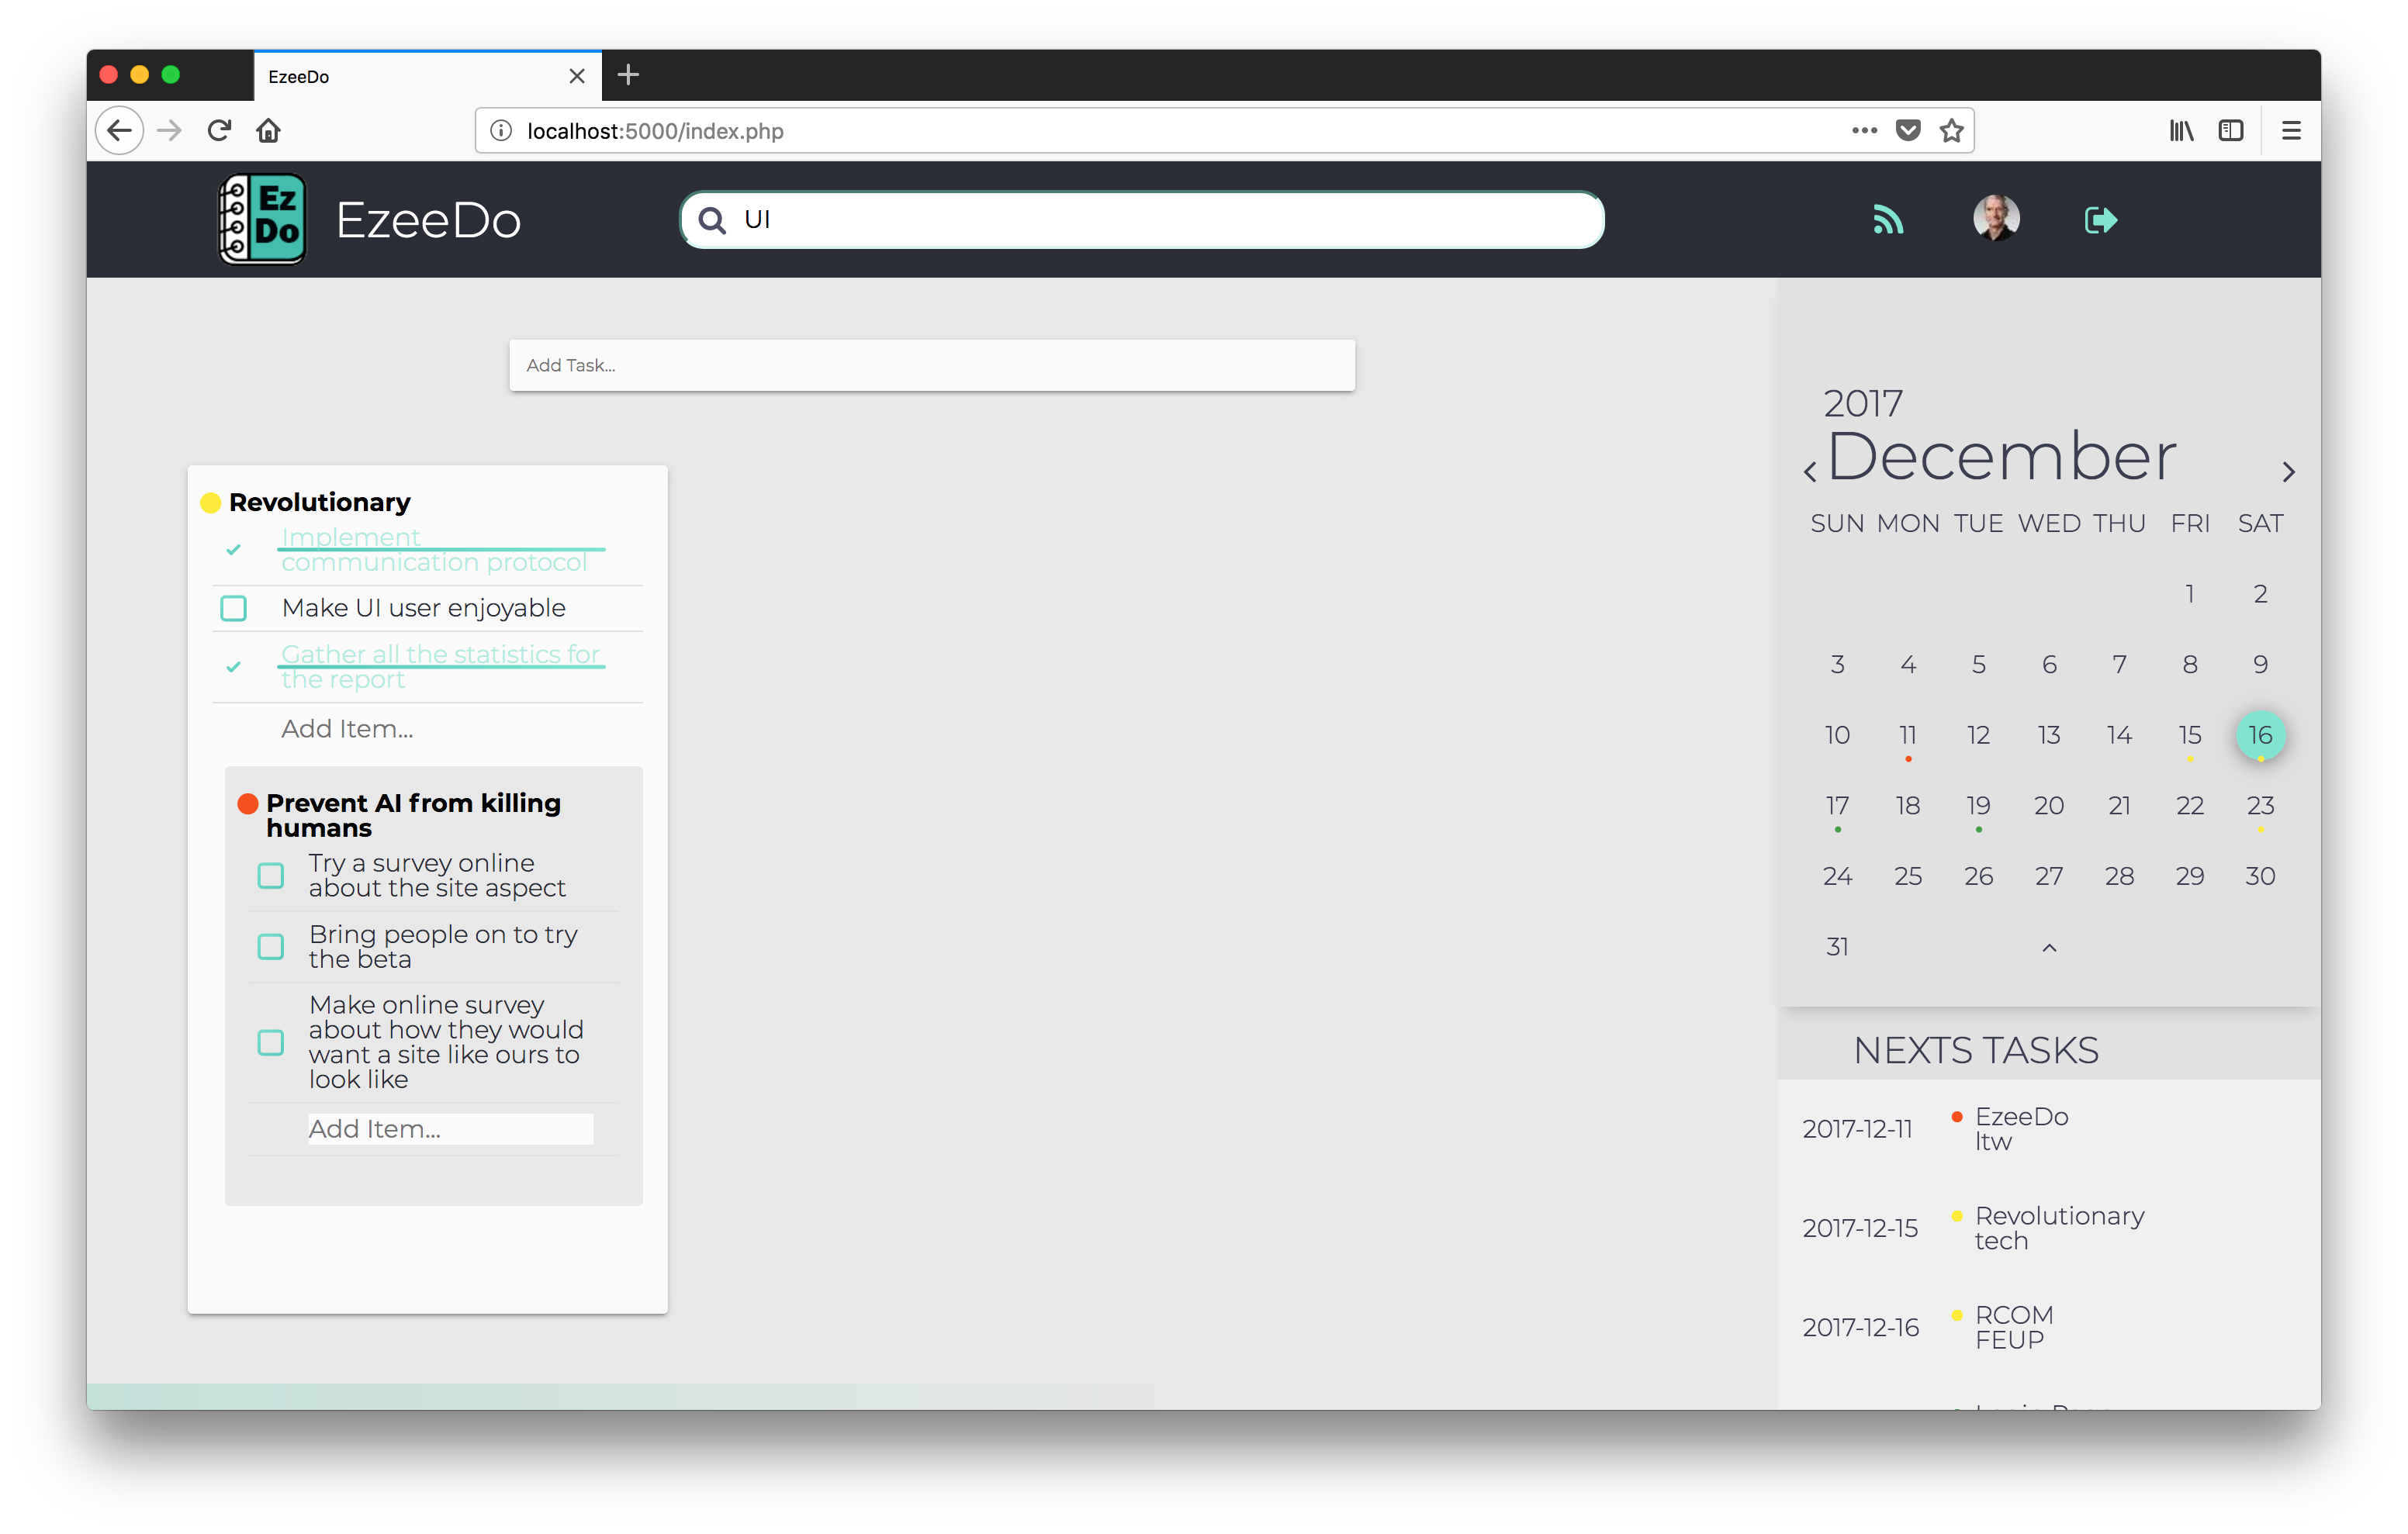 EzeeDo
localhost:5000/index.php
Ez
Do
EzeeDo
UI
Add Task...
Revolutionary
Implement
communication protocol
Make UI user enjoyable
Gather all the statistics for
the report
Add Item...
Prevent AI from killing
humans
Try a survey online
about the site aspect
Bring people on to try
the beta
Make online survey
about how they would
want a site like ours to
look like
Add Item...
2017
December
SUN MON TUE WED THU FRI SAT
1 2
3 4 5 6 7 8 9
10 11 12 13 14 15 16
17 18 19 20 21 22 23
24 25 26 27 28 29 30
31
NEXTS TASKS
2017-12-11 EzeeDo
ltw
2017-12-15 Revolutionary
tech
2017-12-16 RCOM
FEUP